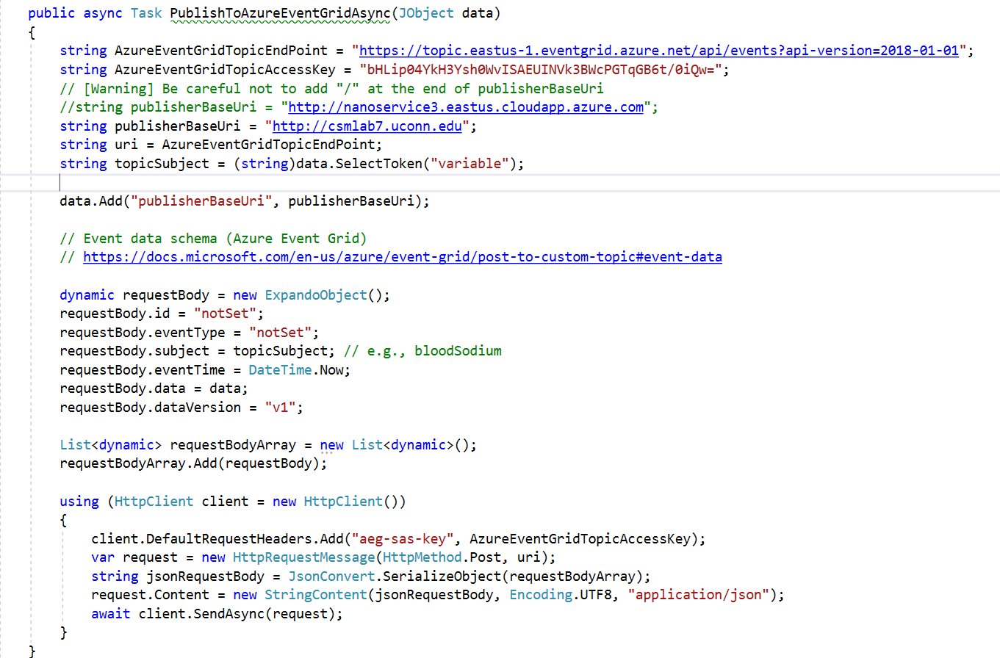 public async Task PublishToAzureEventGridAsync(JObject data)
{
string AzureEventGridTopicEndPoint = "https://topic.eastus-1.eventgrid.azure.net/api/events?api-version=2018-01-01";
string AzureEventGridTopicAccessKey = "bHLip04YkH3Ysh0WvISAEUINVk3BWcPGTqGB6t/0iQw=";
// [Warning] Be careful not to add "/" at the end of publisherBaseUri
//string publisherBaseUri = "http://nanoservice3.eastus.cloudapp.azure.com";
string publisherBaseUri = "http://csmlab7.uconn.edu";
string uri = AzureEventGridTopicEndPoint;
string topicSubject = (string)data.SelectToken("variable");
data.Add("publisherBaseUri", publisherBaseUri);
// Event data schema (Azure Event Grid)
// https://docs.microsoft.com/en-us/azure/event-grid/post-to-custom-topic#event-data
dynamic requestBody = new ExpandoObject();
requestBody.id = "notSet";
requestBody.eventType = "notSet";
requestBody.subject = topicSubject; // e.g., bloodSodium
requestBody.eventTime = DateTime.Now;
requestBody.data = data;
requestBody.dataVersion = "v1";
List<dynamic> requestBodyArray = new List<dynamic>();
requestBodyArray.Add(requestBody);
using (HttpClient client = new HttpClient())
{
client.DefaultRequestHeaders.Add("aeg-sas-key", AzureEventGridTopicAccessKey);
var request = new HttpRequestMessage(HttpMethod.Post, uri);
string jsonRequestBody = JsonConvert.SerializeObject(requestBodyArray);
request.Content = new StringContent(jsonRequestBody, Encoding.UTF8, "application/json");
await client.SendAsync(request);
}
}